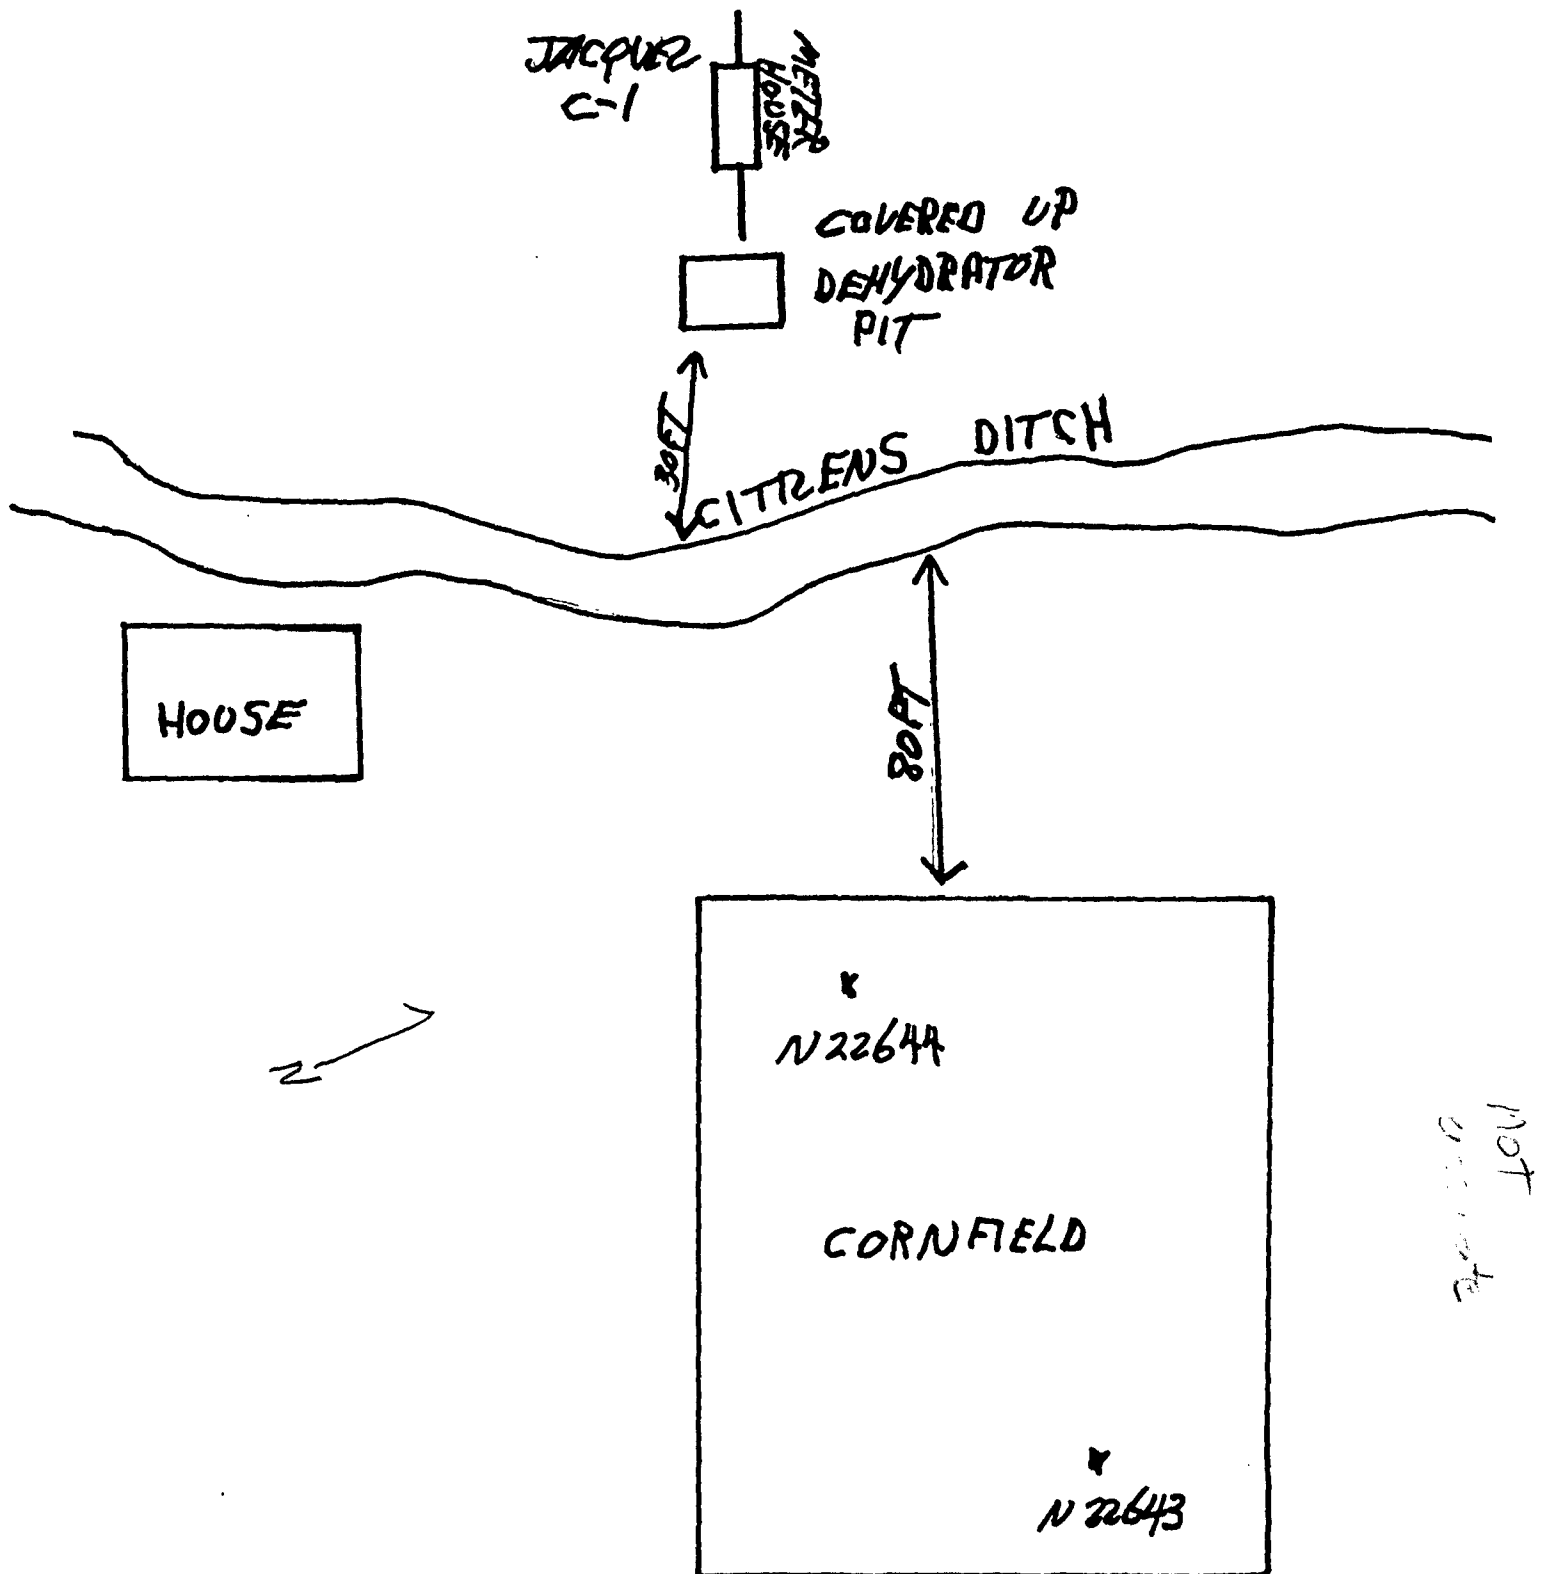 JACQUEZ
C-1
METER
HOUSE
COVERED UP
DEHYDRATOR
PIT
30FT
CITIZENS DITCH
HOUSE
80FT
N22644
N
CORNFIELD
NOT
N22643